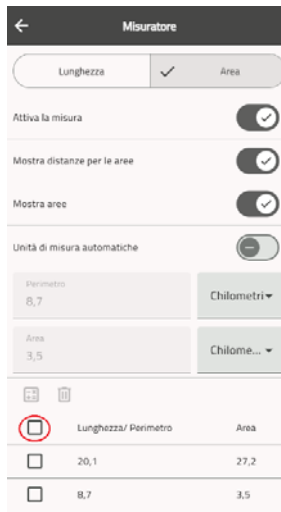 Misuratore
Lunghezza Area
Attiva la misura
Mostra distanze per le aree
Mostra aree
Unità di misura automatiche
Perimetro
8,7 Chilometri
Area
3,5 Chilome...
Lunghezza/ Perimetro Area
20,1 27,2
8,7 3,5